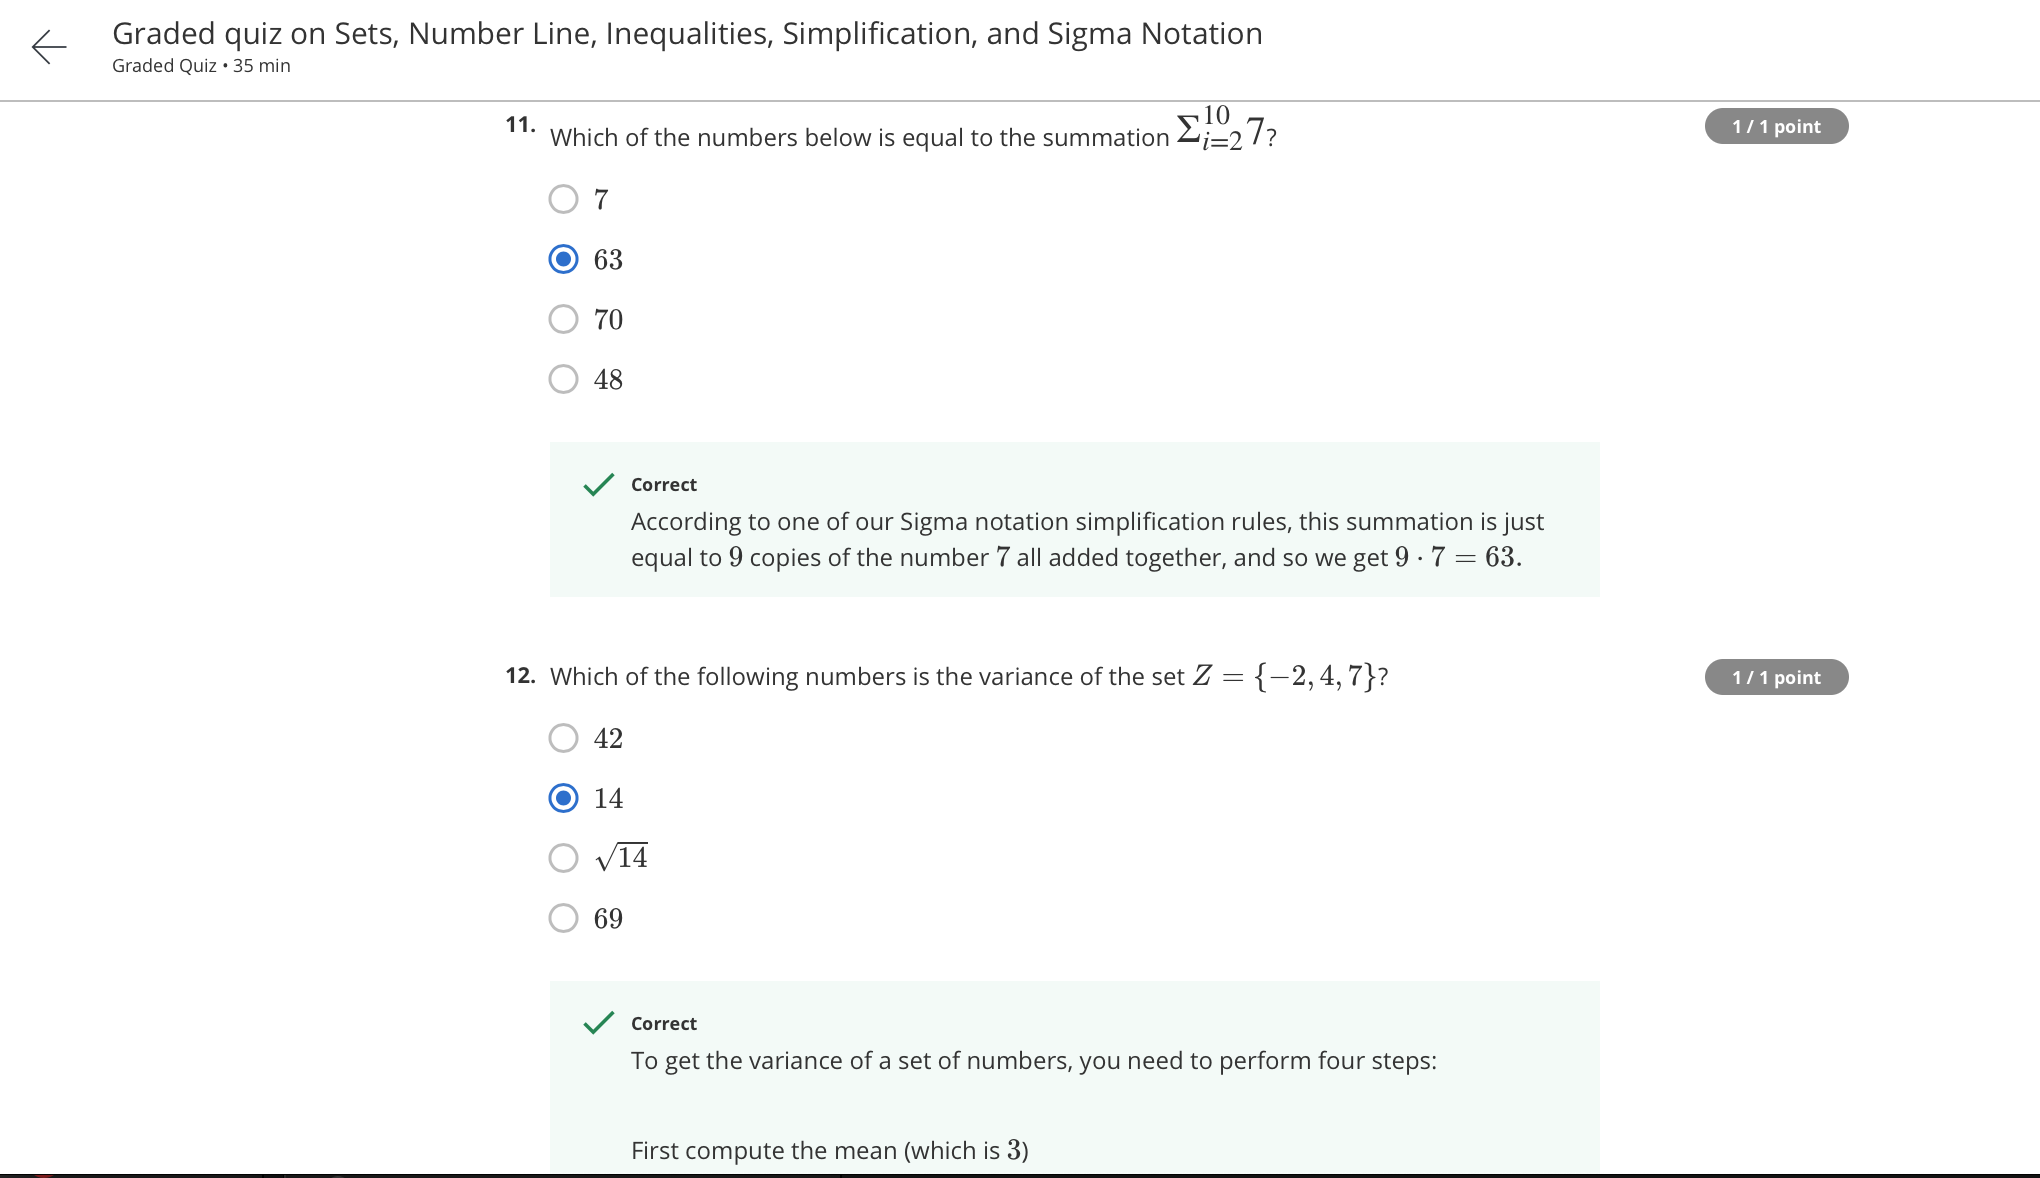 Graded quiz on Sets, Number Line, Inequalities, Simplification, and Sigma Notation
Graded Quiz • 35 min
11. Which of the numbers below is equal to the summation $\Sigma_{i=2}^{10} 7$?
1 / 1 point
7
63
70
48
Correct
According to one of our Sigma notation simplification rules, this summation is just
equal to 9 copies of the number 7 all added together, and so we get 9 · 7 = 63.
12. Which of the following numbers is the variance of the set Z = {−2, 4, 7}?
1 / 1 point
42
14
√14
69
Correct
To get the variance of a set of numbers, you need to perform four steps:
First compute the mean (which is 3)